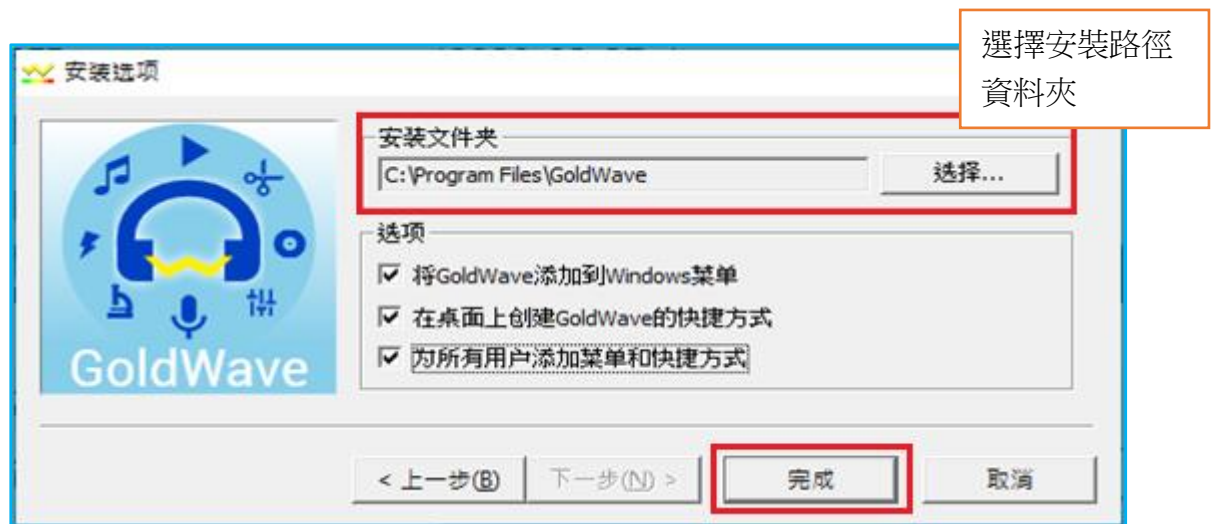 選擇安裝路徑
資料夾
安装选项
安装文件夹
C:\Program Files\GoldWave
选择...
选项
将GoldWave添加到Windows菜单
在桌面上创建GoldWave的快捷方式
为所有用户添加菜单和快捷方式
GoldWave
< 上一步(B)
下一步(N) >
完成
取消